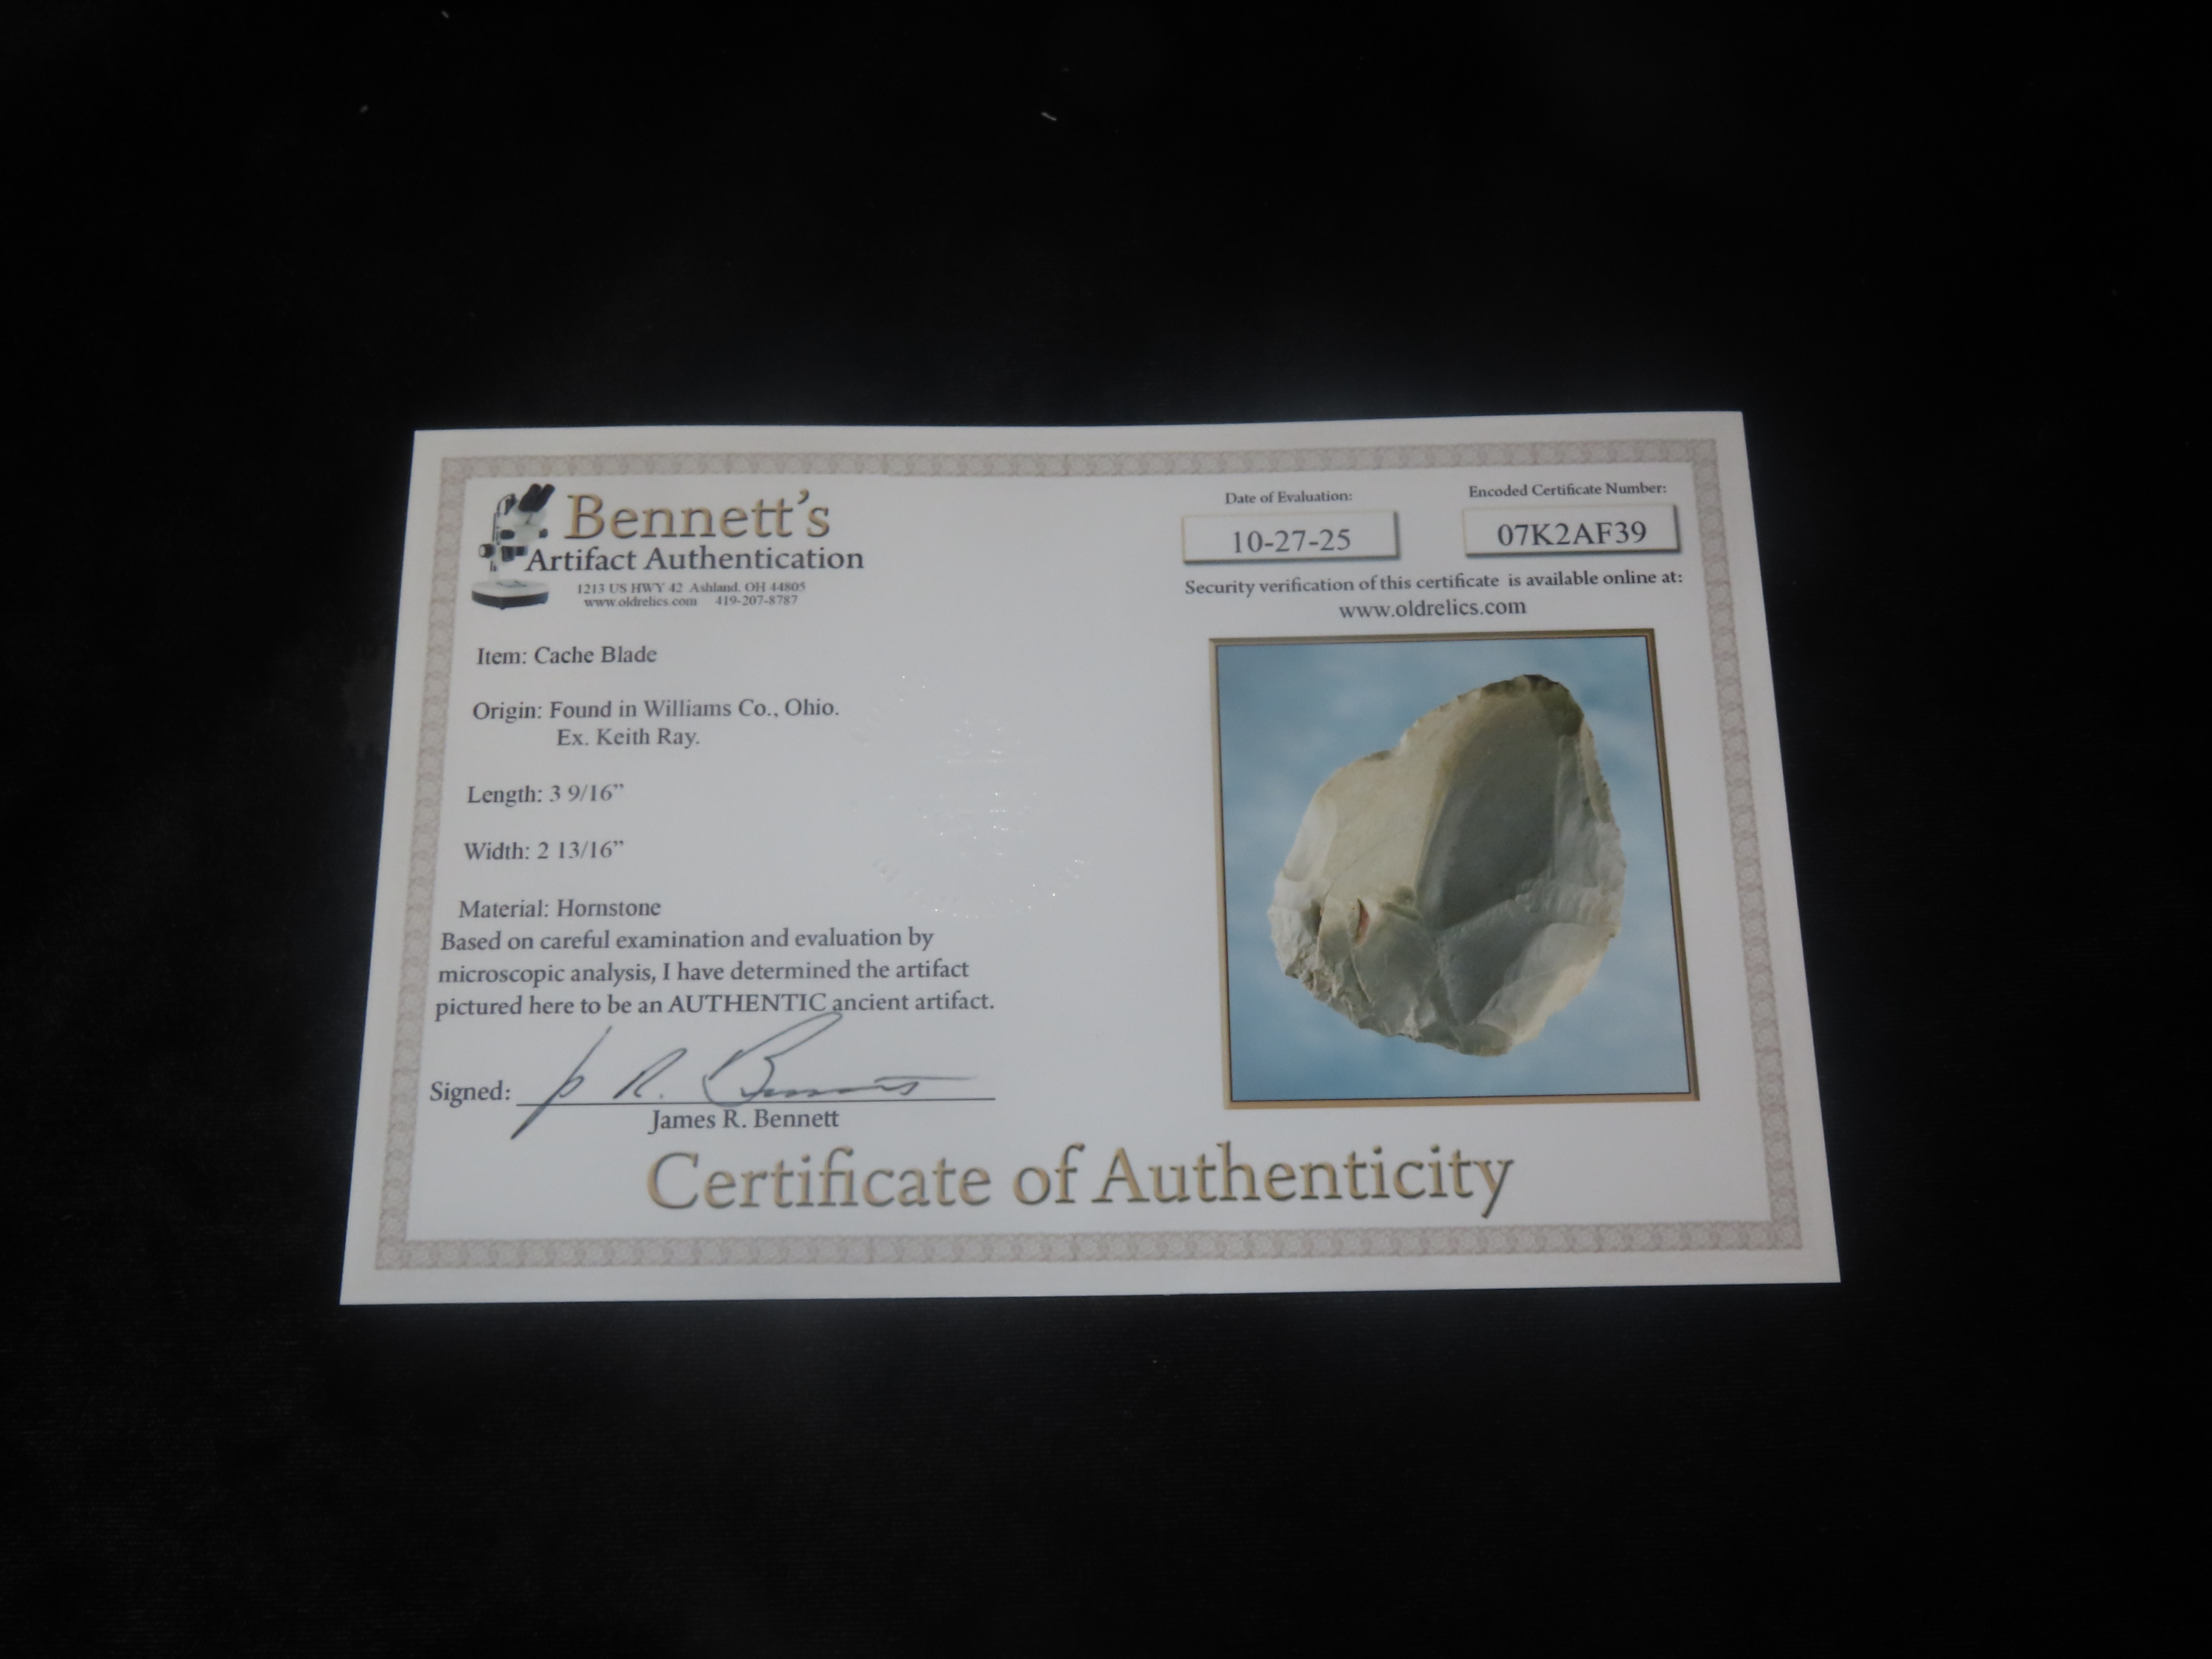 Bennett's
Artifact Authentication
1213 US HWY 42 Ashland, OH 44805
www.oldrelics.com 419-207-8787
Date of Evaluation:
10-27-25
Encoded Certificate Number:
07K2AF39
Security verification of this certificate is available online at:
www.oldrelics.com
Item: Cache Blade
Origin: Found in Williams Co., Ohio.
Ex. Keith Ray.
Length: 3 9/16”
Width: 2 13/16”
Material: Hornstone
Based on careful examination and evaluation by
microscopic analysis, I have determined the artifact
pictured here to be an AUTHENTIC ancient artifact.
Signed:
James R. Bennett
Certificate of Authenticity